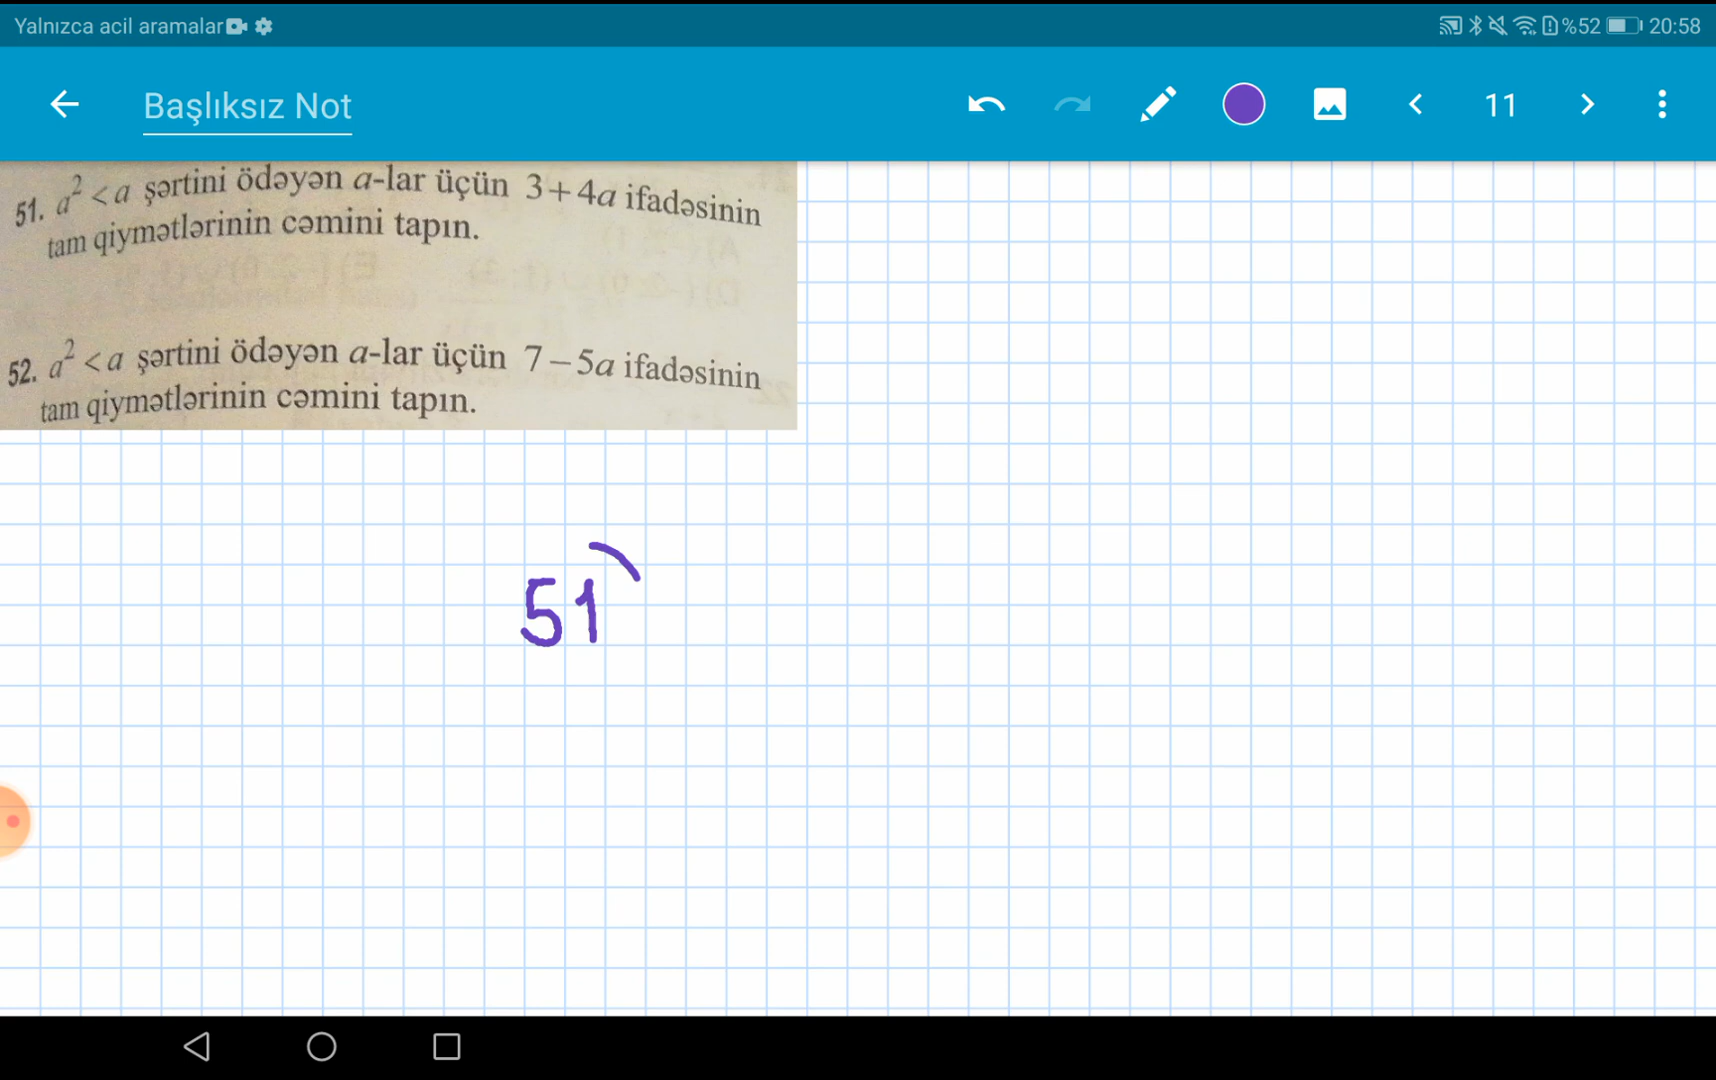 Yalnızca acil aramalar
%52 20:58
Başlıksız Not
11
51. a² < a şərtini ödəyən a-lar üçün 3+4a ifadəsinin
tam qiymətlərinin cəmini tapın.
52. a² < a şərtini ödəyən a-lar üçün 7−5a ifadəsinin
tam qiymətlərinin cəmini tapın.
51